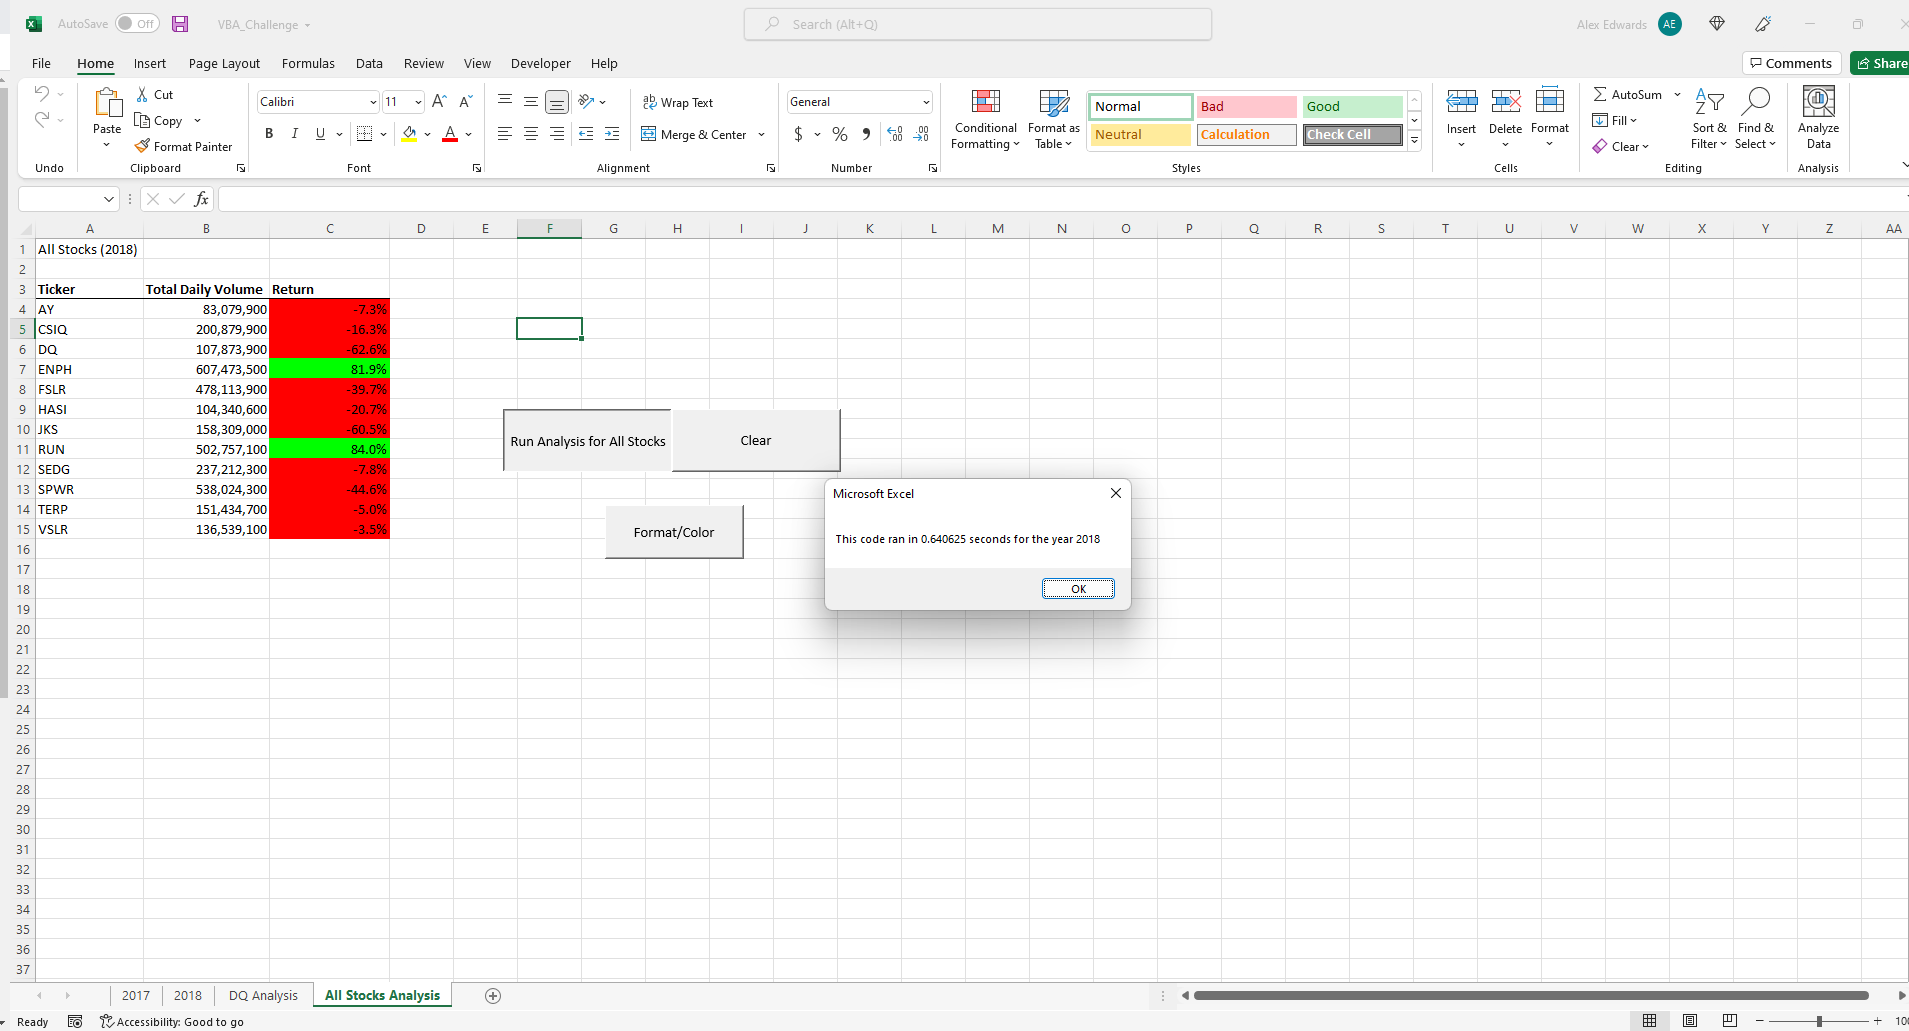 AutoSave Off VBA_Challenge Search (Alt+Q) Alex Edwards AE
File Home Insert Page Layout Formulas Data Review View Developer Help Comments Share
Cut
Copy
Format Painter
Paste
Calibri 11
B I U
Wrap Text
Merge & Center
General
$ % 
Conditional Formatting
Format as Table
Normal Bad Good
Neutral Calculation Check Cell
Insert Delete Format
AutoSum
Fill
Clear
Sort & Filter
Find & Select
Analyze Data
Undo Clipboard Font Alignment Number Styles Cells Editing Analysis
fx
A B C D E F G H I J K L M N O P Q R S T U V W X Y Z AA
1 All Stocks (2018)
2
3 Ticker Total Daily Volume Return
4 AY 83,079,900 -7.3%
5 CSIQ 200,879,900 -16.3%
6 DQ 107,873,900 -62.6%
7 ENPH 607,473,500 81.9%
8 FSLR 478,113,900 -39.7%
9 HASI 104,340,600 -20.7%
10 JKS 158,309,000 -60.5%
11 RUN 502,757,100 84.0%
12 SEDG 237,212,300 -7.8%
13 SPWR 538,024,300 -44.6%
14 TERP 151,434,700 -5.0%
15 VSLR 136,539,100 -3.5%
16
17
18
19
20
21
22
23
24
25
26
27
28
29
30
31
32
33
34
35
36
37
Run Analysis for All Stocks Clear
Format/Color
Microsoft Excel
This code ran in 0.640625 seconds for the year 2018
OK
2017 2018 DQ Analysis All Stocks Analysis
Ready Accessibility: Good to go